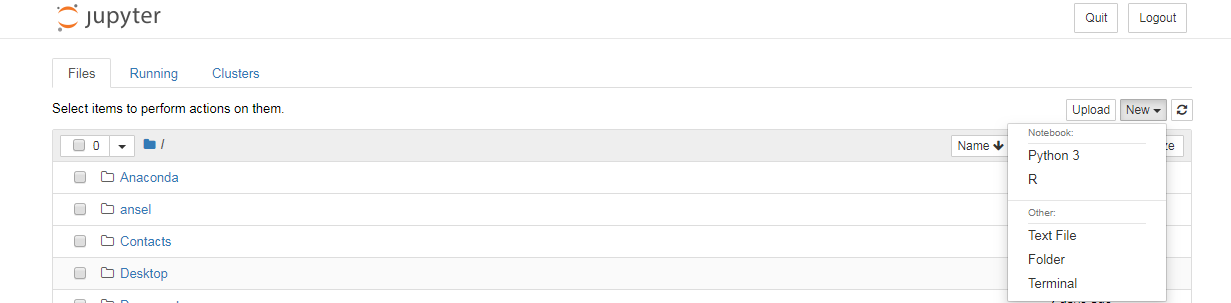 jupyter
Quit Logout
Files Running Clusters
Select items to perform actions on them.
Upload New
0 / Name
Notebook:
Python 3
R
Other:
Text File
Folder
Terminal
Anaconda
ansel
Contacts
Desktop